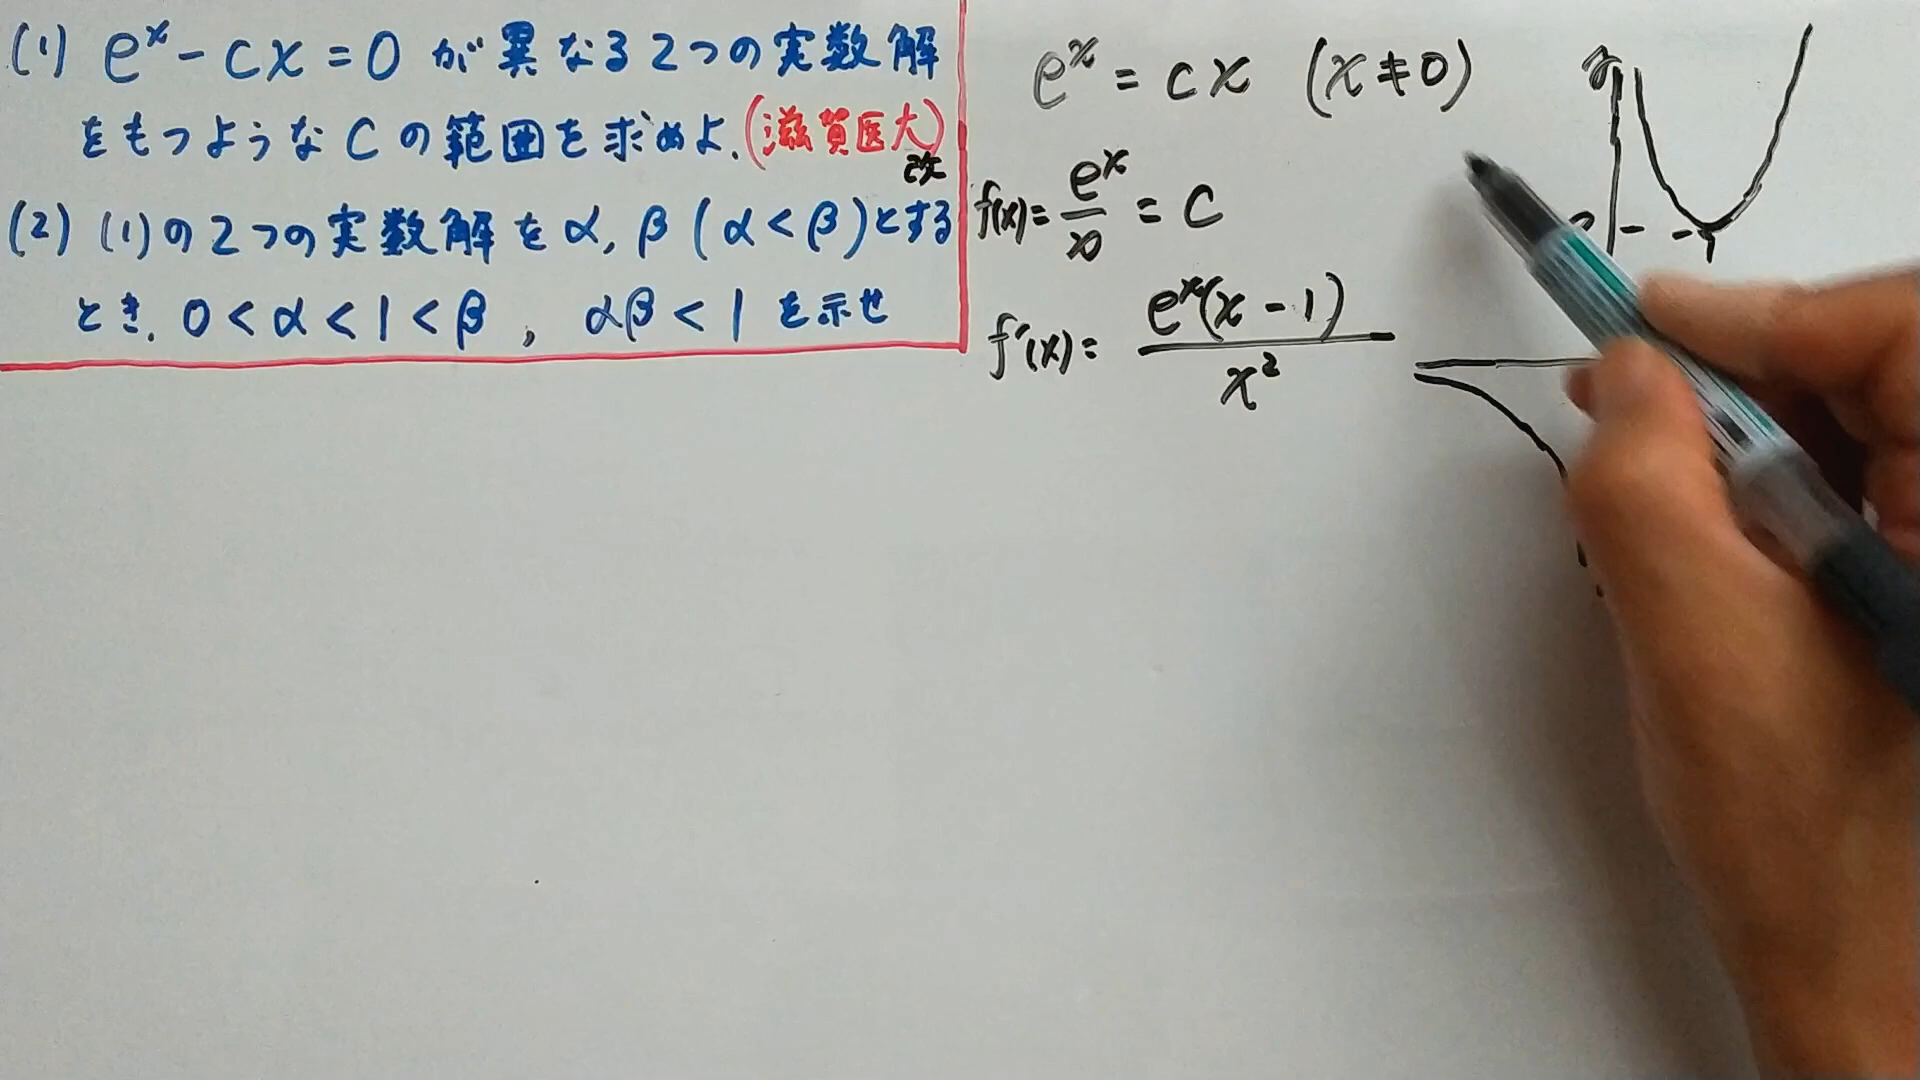 (1) e^x - cx = 0 が異なる2つの実数解
をもつようなCの範囲を求めよ.(滋賀医大)
改
(2) (1)の2つの実数解をα, β (α<β)とする
とき. 0<α<1<β , αβ<1 を示せ
e^x = cx (x≠0)
f(x)= e^x/x = c
f'(x)= e^x(x-1)/x^2
y
1